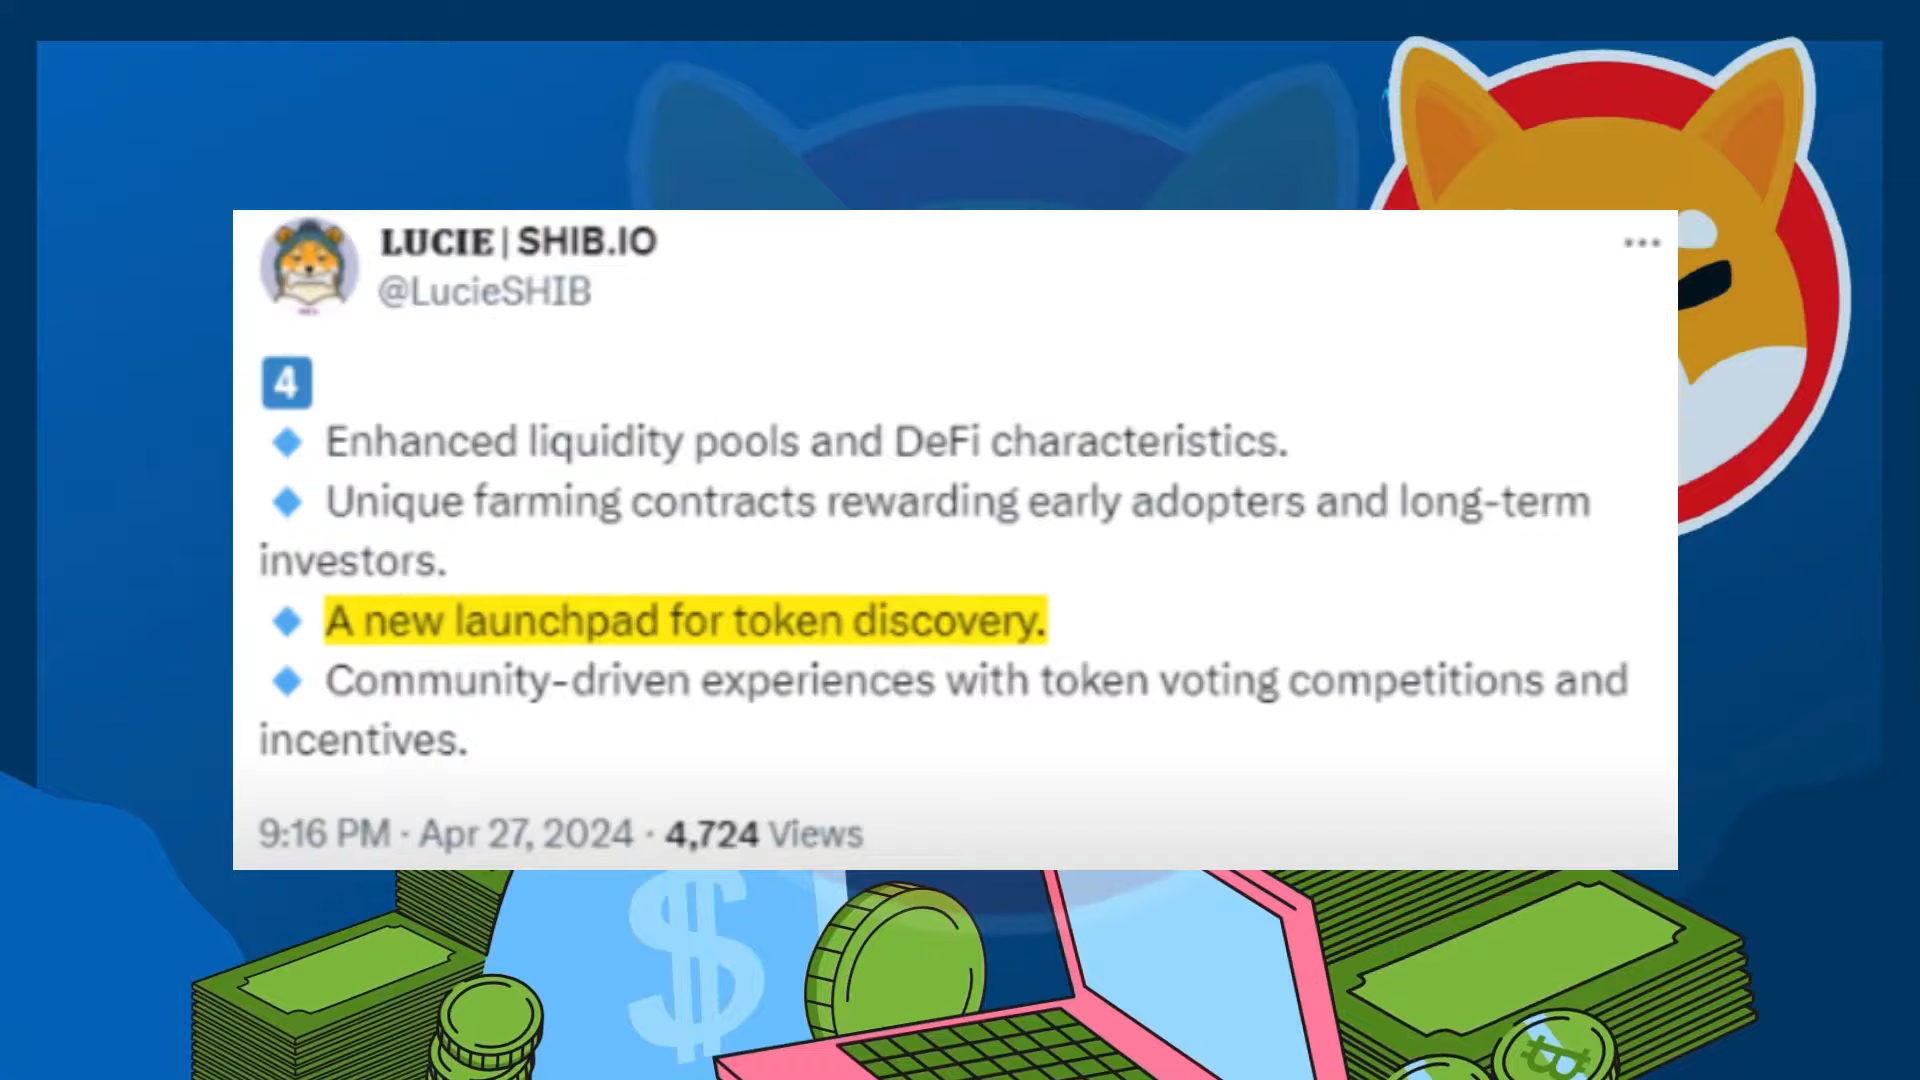 LUCIE | SHIB.IO
@LucieSHIB
4
Enhanced liquidity pools and DeFi characteristics.
Unique farming contracts rewarding early adopters and long-term
investors.
A new launchpad for token discovery.
Community-driven experiences with token voting competitions and
incentives.
9:16 PM · Apr 27, 2024 · 4,724 Views
$